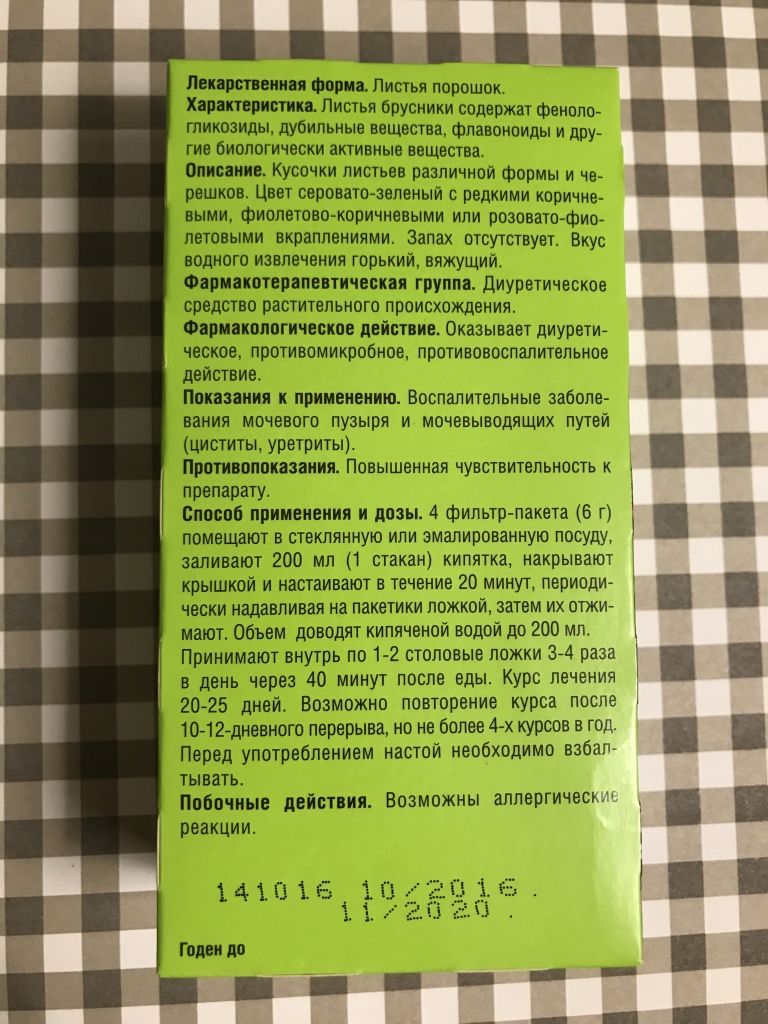 Лекарственная форма. Листья порошок.
Характеристика. Листья брусники содержат феноло-
гликозиды, дубильные вещества, флавоноиды и дру-
гие биологически активные вещества.
Описание. Кусочки листьев различной формы и че-
решков. Цвет серовато-зеленый с редкими коричне-
выми, фиолетово-коричневыми или розовато-фио-
летовыми вкраплениями. Запах отсутствует. Вкус
водного извлечения горький, вяжущий.
Фармакотерапевтическая группа. Диуретическое
средство растительного происхождения.
Фармакологическое действие. Оказывает диурети-
ческое, противомикробное, противовоспалительное
действие.
Показания к применению. Воспалительные заболе-
вания мочевого пузыря и мочевыводящих путей
(циститы, уретриты).
Противопоказания. Повышенная чувствительность к
препарату.
Способ применения и дозы. 4 фильтр-пакета (6 г)
помещают в стеклянную или эмалированную посуду,
заливают 200 мл (1 стакан) кипятка, накрывают
крышкой и настаивают в течение 20 минут, периоди-
чески надавливая на пакетики ложкой, затем их отжи-
мают. Объем доводят кипяченой водой до 200 мл.
Принимают внутрь по 1-2 столовые ложки 3-4 раза
в день через 40 минут после еды. Курс лечения
20-25 дней. Возможно повторение курса после
10-12-дневного перерыва, но не более 4-х курсов в год.
Перед употреблением настой необходимо взбал-
тывать.
Побочные действия. Возможны аллергические
реакции.
141016 10/2016.
11/2020.
Годен до